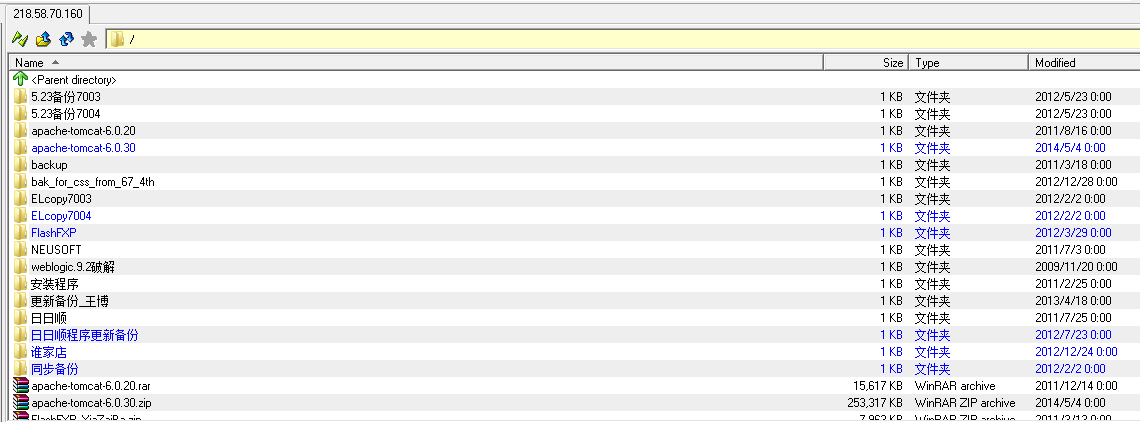 218.58.70.160
/
Name Size Type Modified
<Parent directory>
5.23备份7003 1 KB 文件夹 2012/5/23 0:00
5.23备份7004 1 KB 文件夹 2012/5/23 0:00
apache-tomcat-6.0.20 1 KB 文件夹 2011/8/16 0:00
apache-tomcat-6.0.30 1 KB 文件夹 2014/5/4 0:00
backup 1 KB 文件夹 2011/3/18 0:00
bak_for_css_from_67_4th 1 KB 文件夹 2012/12/28 0:00
ELcopy7003 1 KB 文件夹 2012/2/2 0:00
ELcopy7004 1 KB 文件夹 2012/2/2 0:00
FlashFXP 1 KB 文件夹 2012/3/29 0:00
NEUSOFT 1 KB 文件夹 2011/7/3 0:00
weblogic.9.2破解 1 KB 文件夹 2009/11/20 0:00
安装程序 1 KB 文件夹 2011/2/25 0:00
更新备份_王博 1 KB 文件夹 2013/4/18 0:00
日日顺 1 KB 文件夹 2011/7/25 0:00
日日顺程序更新备份 1 KB 文件夹 2012/7/23 0:00
谁家店 1 KB 文件夹 2012/12/24 0:00
同步备份 1 KB 文件夹 2012/2/2 0:00
apache-tomcat-6.0.20.rar 15,617 KB WinRAR archive 2011/12/14 0:00
apache-tomcat-6.0.30.zip 253,317 KB WinRAR ZIP archive 2014/5/4 0:00
FlashFXP_XiaZaiBa.zip 7,963 KB WinRAR ZIP archive 2011/3/13 0:00